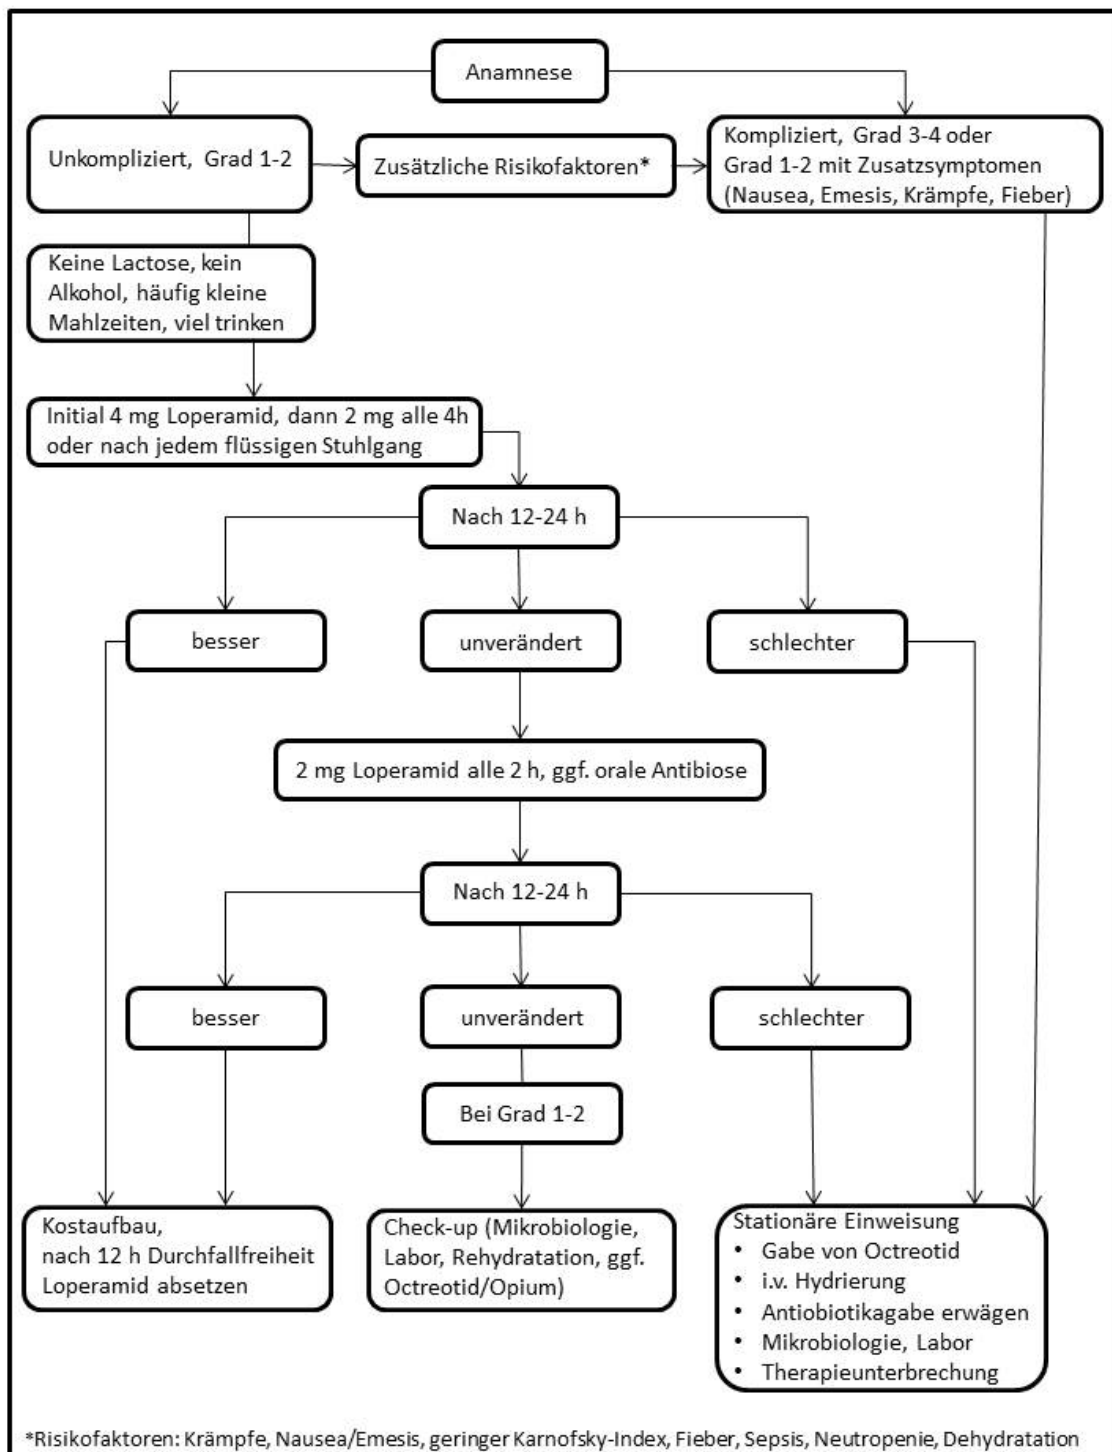 Anamnese
Unkompliziert, Grad 1-2
Zusätzliche Risikofaktoren*
Kompliziert, Grad 3-4 oder
Grad 1-2 mit Zusatzsymptomen
(Nausea, Emesis, Krämpfe, Fieber)
Keine Lactose, kein
Alkohol, häufig kleine
Mahlzeiten, viel trinken
Initial 4 mg Loperamid, dann 2 mg alle 4h
oder nach jedem flüssigen Stuhlgang
Nach 12-24 h
besser
unverändert
schlechter
2 mg Loperamid alle 2 h, ggf. orale Antibiose
Nach 12-24 h
besser
unverändert
schlechter
Bei Grad 1-2
Kostaufbau,
nach 12 h Durchfallfreiheit
Loperamid absetzen
Check-up (Mikrobiologie,
Labor, Rehydratation, ggf.
Octreotid/Opium)
Stationäre Einweisung
• Gabe von Octreotid
• i.v. Hydrierung
• Antiobiotikagabe erwägen
• Mikrobiologie, Labor
• Therapieunterbrechung
*Risikofaktoren: Krämpfe, Nausea/Emesis, geringer Karnofsky-Index, Fieber, Sepsis, Neutropenie, Dehydratation